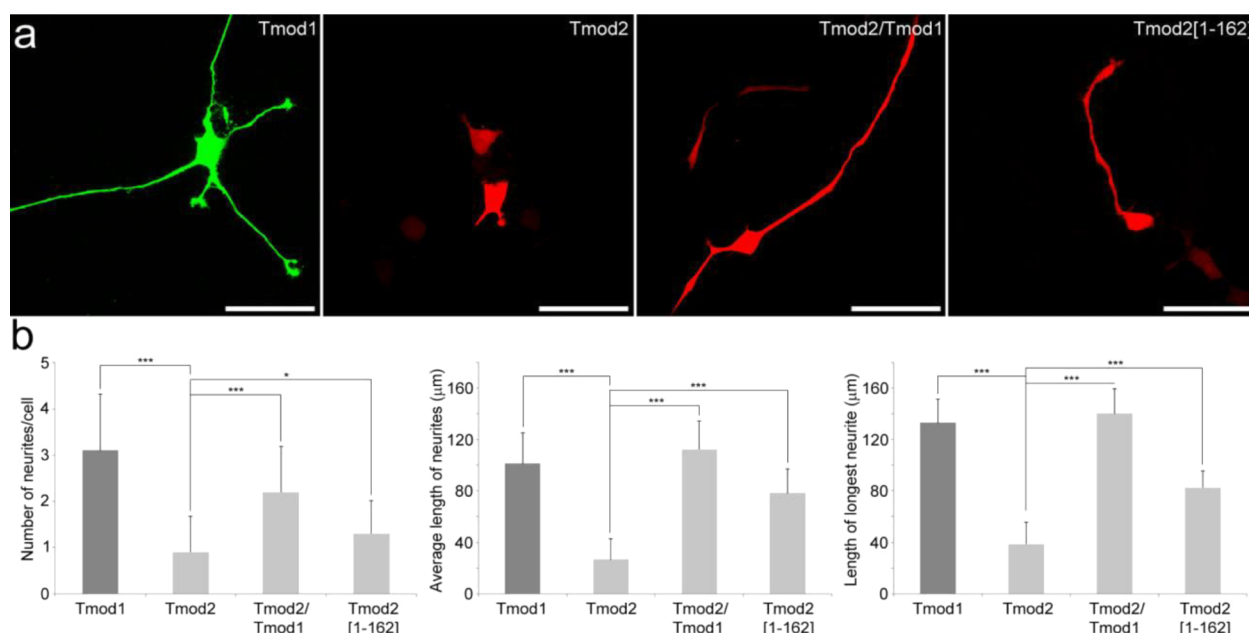 a
Tmod1
Tmod2
Tmod2/Tmod1
Tmod2[1-162]
b
Number of neurites/cell
5
4
3
2
1
0
***
***
*
Tmod1
Tmod2
Tmod2/
Tmod1
Tmod2
[1-162]
Average length of neurites (μm)
160
120
80
40
0
***
***
***
Tmod1
Tmod2
Tmod2/
Tmod1
Tmod2
[1-162]
Length of longest neurite (μm)
160
120
80
40
0
***
***
***
Tmod1
Tmod2
Tmod2/
Tmod1
Tmod2
[1-162]